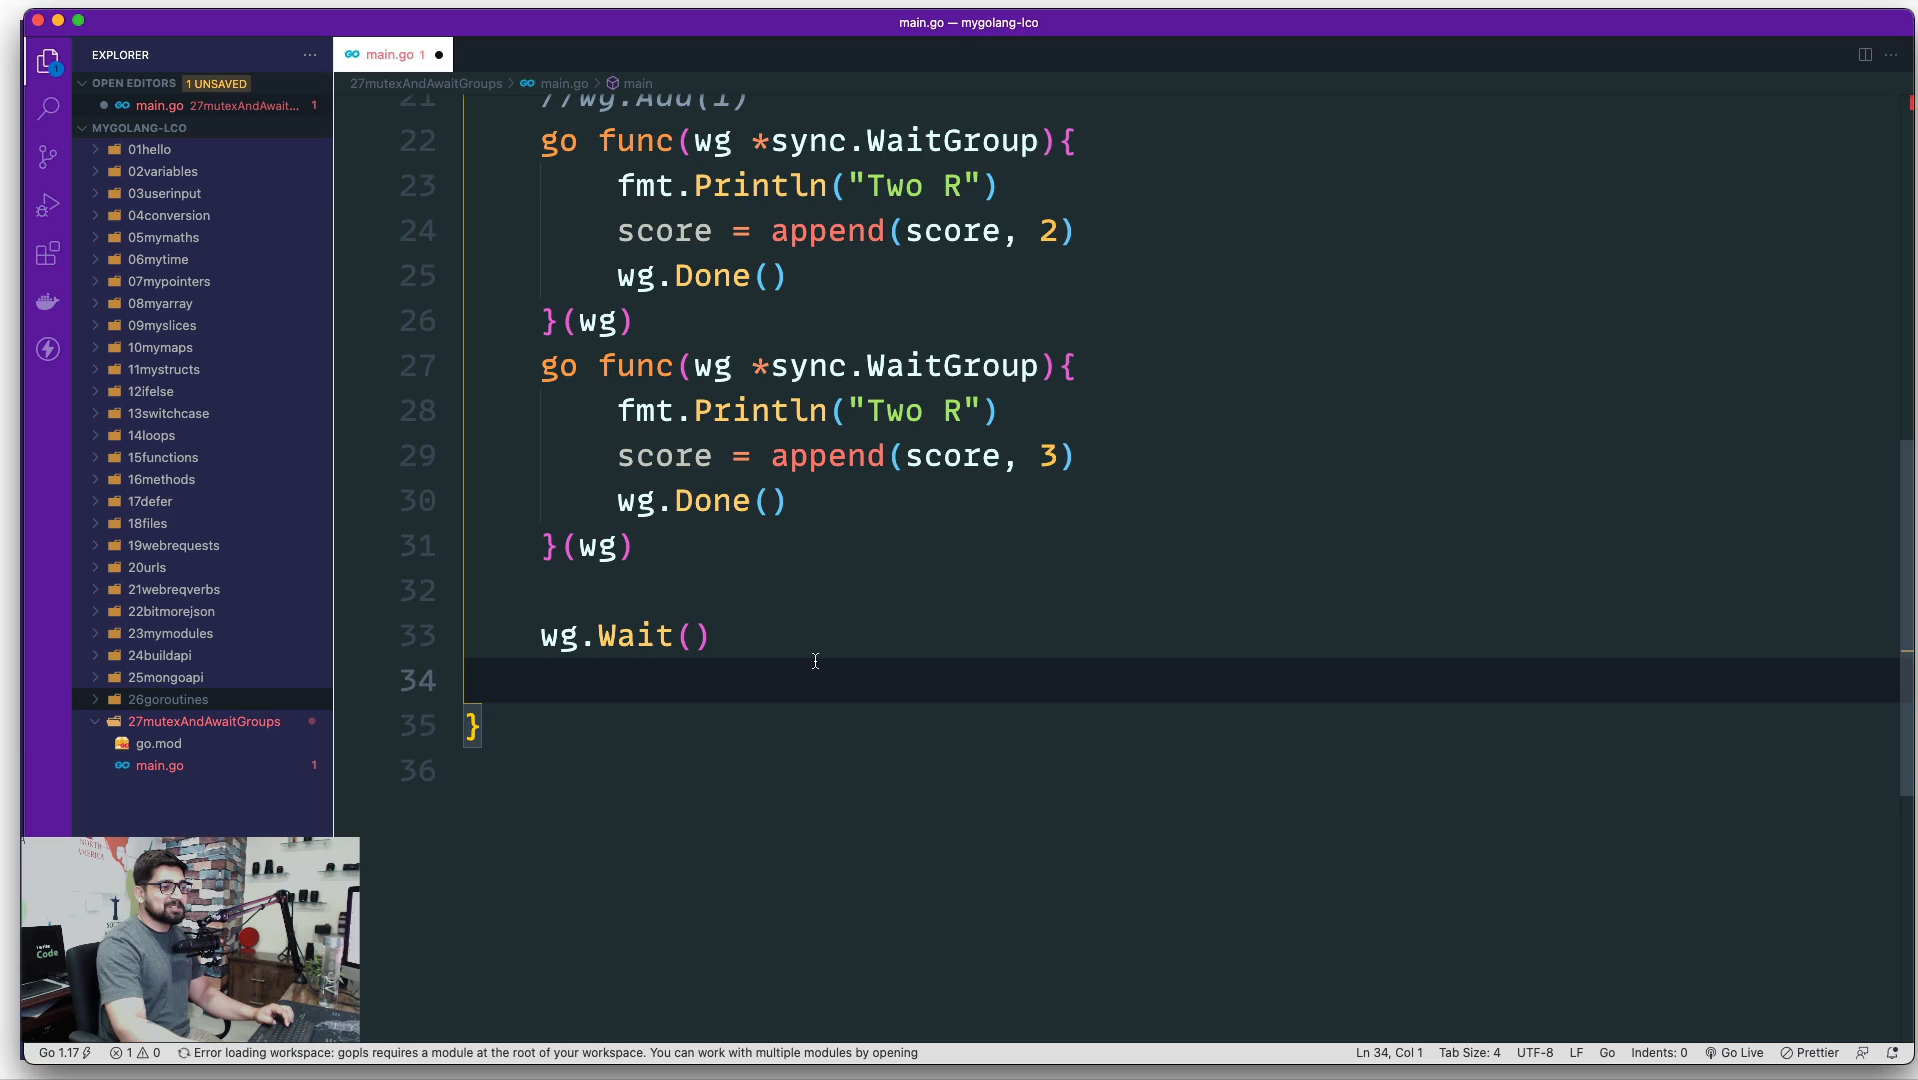 main.go — mygolang-lco
EXPLORER
main.go 1
OPEN EDITORS 1 UNSAVED
27mutexAndAwaitGroups > main.go > main
main.go 27mutexAndAwait... 1
MYGOLANG-LCO
01hello
02variables
03userinput
04conversion
05mymaths
06mytime
07mypointers
08myarray
09myslices
10mymaps
11mystructs
12ifelse
13switchcase
14loops
15functions
16methods
17defer
18files
19webrequests
20urls
21webreqverbs
22bitmorejson
23mymodules
24buildapi
25mongoapi
26goroutines
27mutexAndAwaitGroups
go.mod
main.go 1
21 //wg.Add(1)
22 go func(wg *sync.WaitGroup){
23 fmt.Println("Two R")
24 score = append(score, 2)
25 wg.Done()
26 }(wg)
27 go func(wg *sync.WaitGroup){
28 fmt.Println("Two R")
29 score = append(score, 3)
30 wg.Done()
31 }(wg)
32
33 wg.Wait()
34
35 }
36
NORTH
AMERICA
Code
Go 1.17 1 0 Error loading workspace: gopls requires a module at the root of your workspace. You can work with multiple modules by opening
Ln 34, Col 1 Tab Size: 4 UTF-8 LF Go Indents: 0 Go Live Prettier